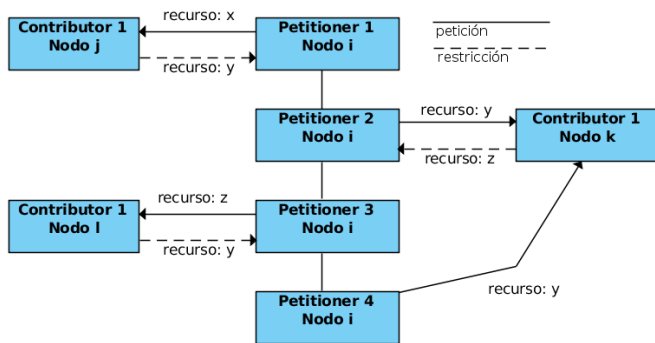 Contributor 1
Nodo j
recurso: x
recurso: y
Petitioner 1
Nodo i
petición
restricción
Petitioner 2
Nodo i
recurso: y
recurso: z
Contributor 1
Nodo k
Contributor 1
Nodo l
recurso: z
recurso: y
Petitioner 3
Nodo i
Petitioner 4
Nodo i
recurso: y